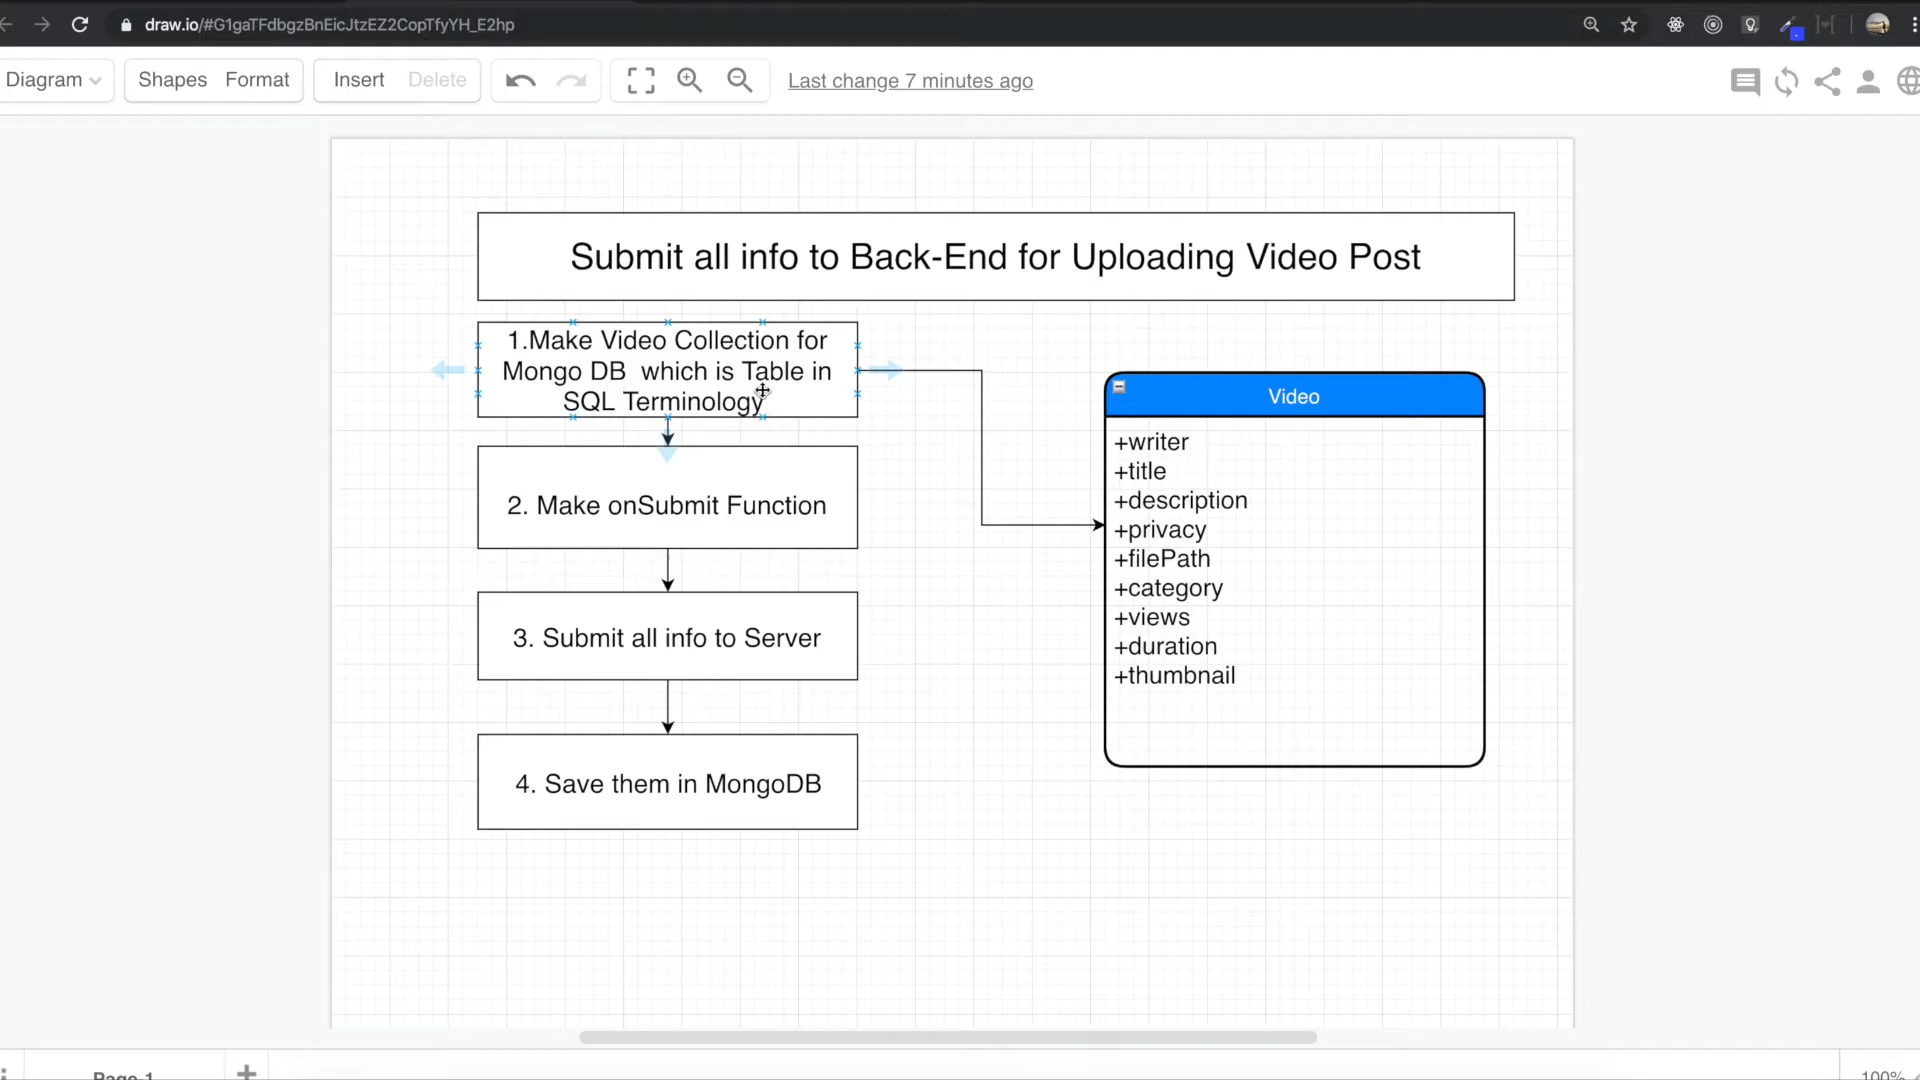 draw.io/#G1gaTFdbgzBnEicJtzEZ2CopTfyYH_E2hp
Diagram
Shapes Format
Insert Delete
Last change 7 minutes ago
Submit all info to Back-End for Uploading Video Post
1.Make Video Collection for
Mongo DB which is Table in
SQL Terminology
2. Make onSubmit Function
3. Submit all info to Server
4. Save them in MongoDB
Video
+writer
+title
+description
+privacy
+filePath
+category
+views
+duration
+thumbnail
Page-1
100%